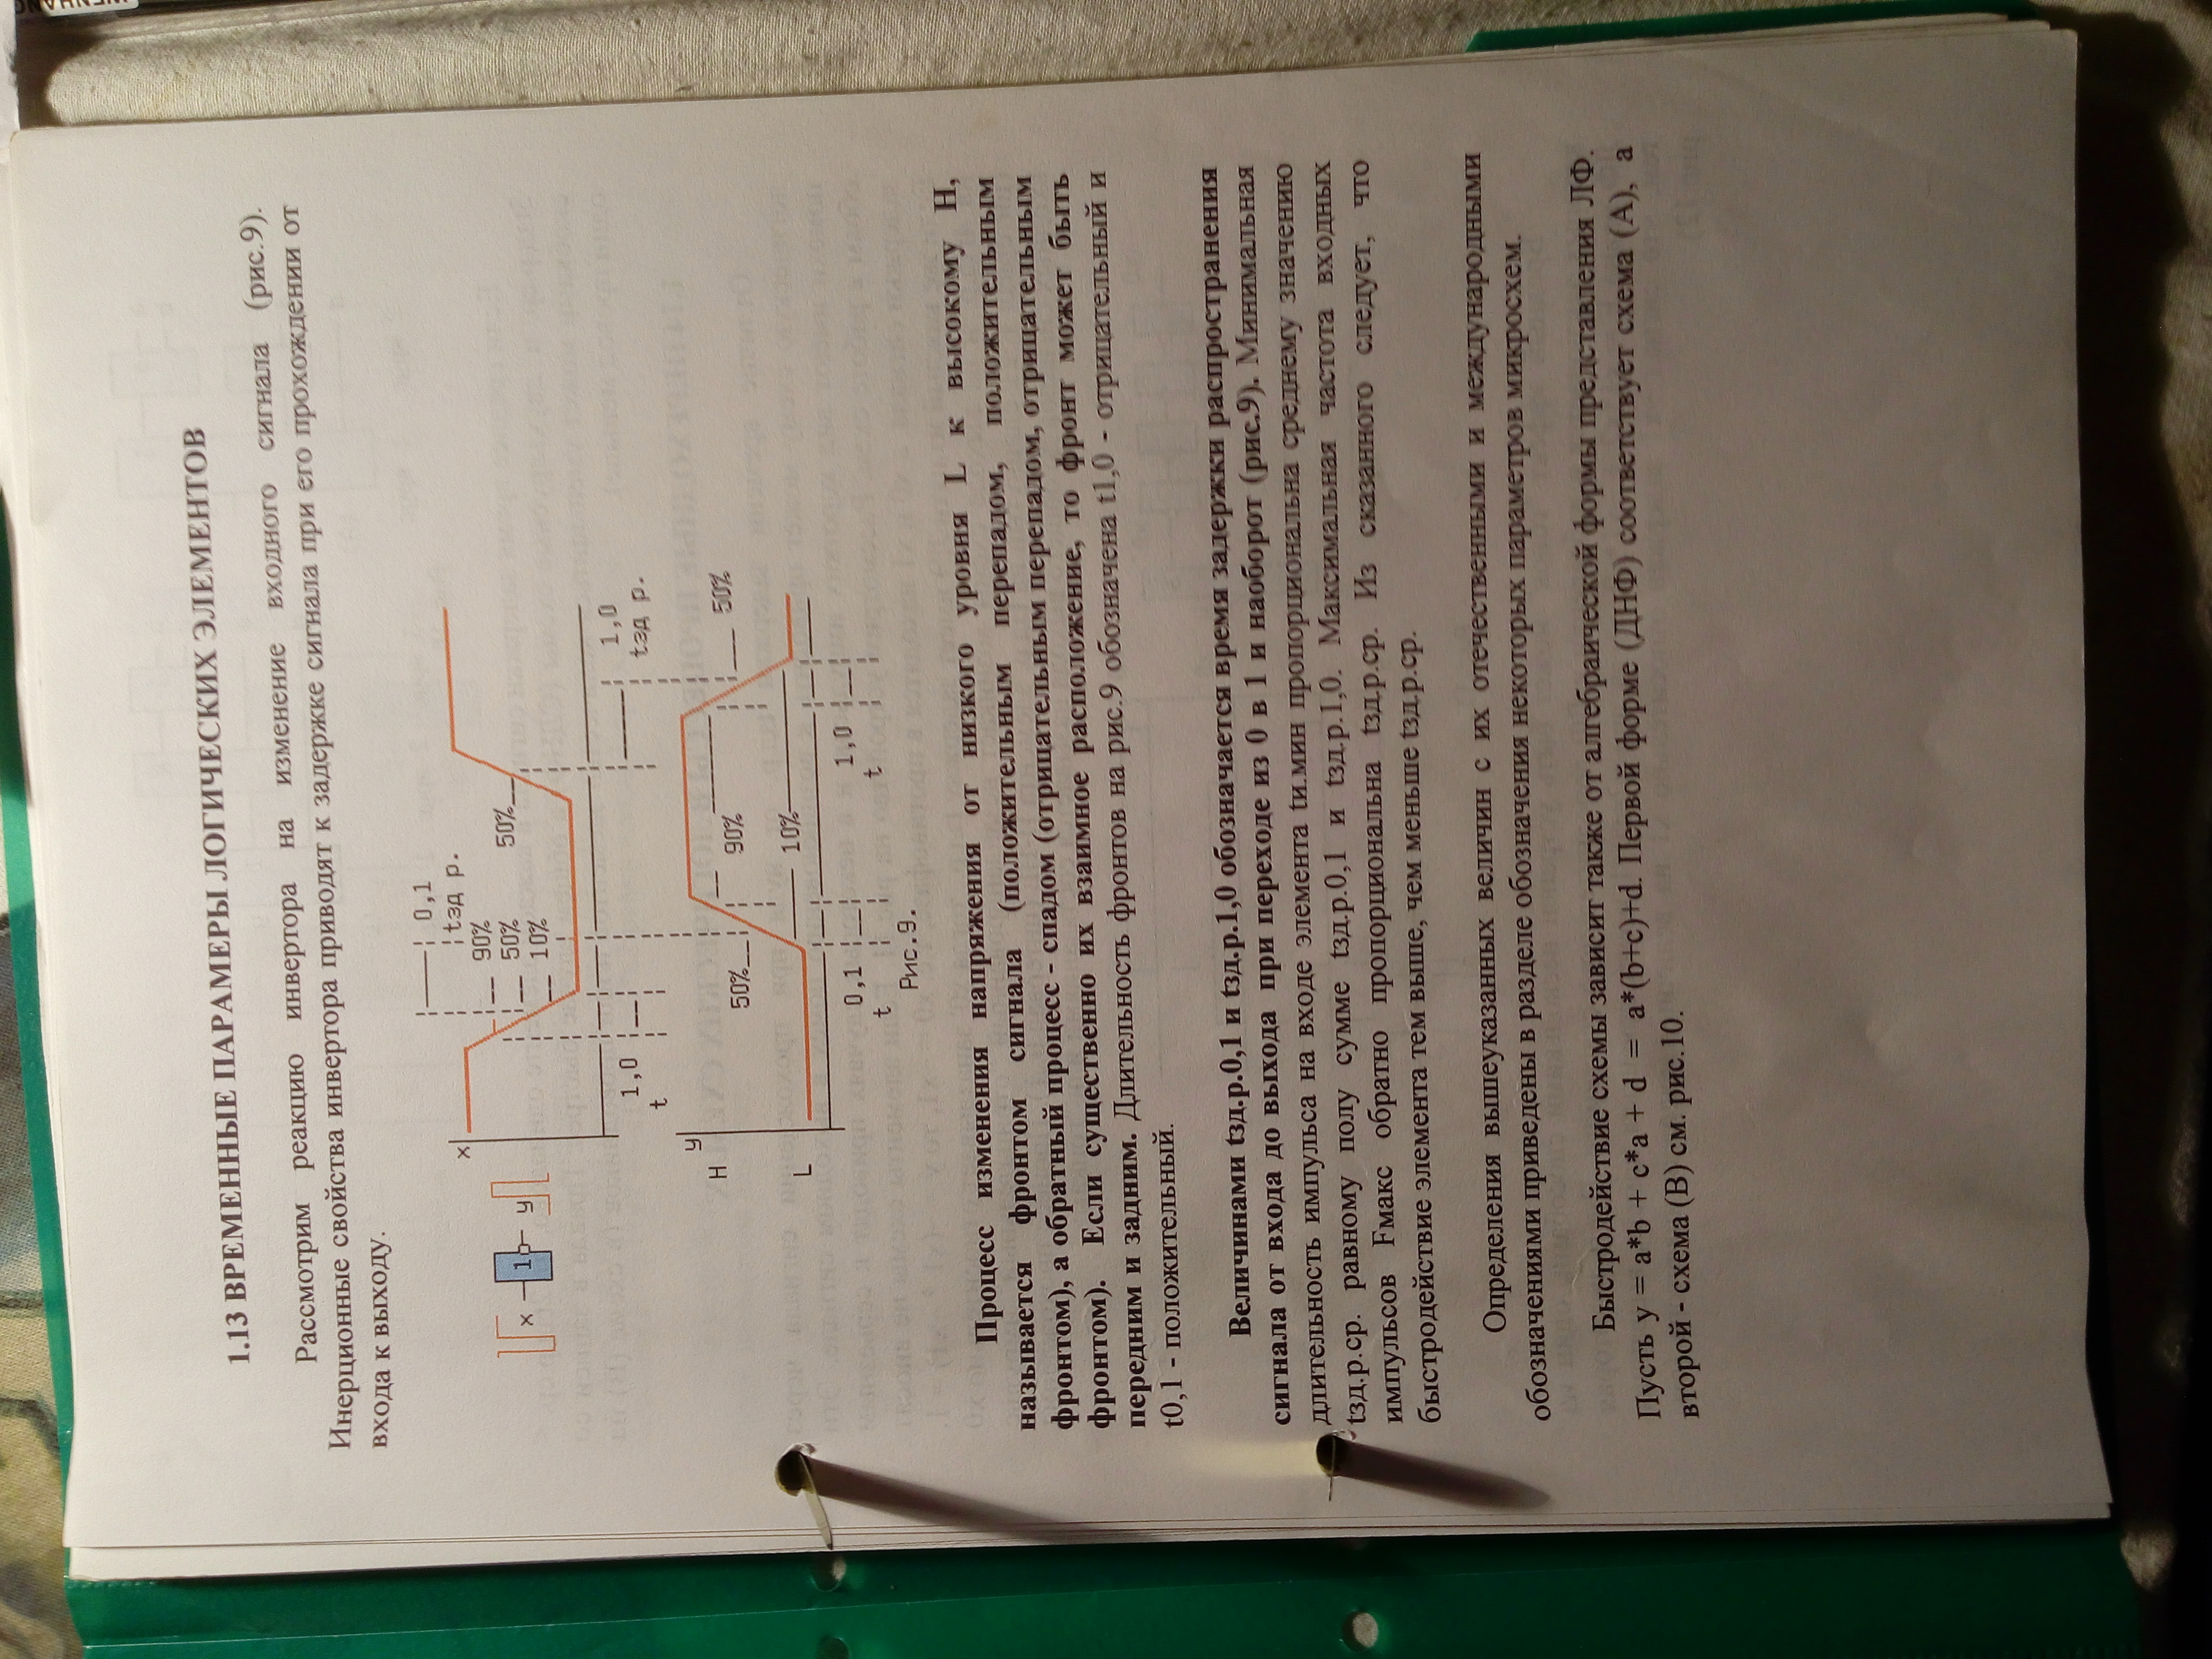 1.13 ВРЕМЕННЫЕ ПАРАМЕТРЫ ЛОГИЧЕСКИХ ЭЛЕМЕНТОВ
Рассмотрим реакцию инвертора на изменение входного сигнала (рис.9).
Инерционные свойства инвертора приводят к задержке сигнала при его прохождении от
входа к выходу.
0,1
tзд р.
x
90%
50%
10%
50%
x 1 y
1,0
t
1,0
tзд р.
y
H
50%
90%
50%
L
10%
0,1
t
1,0
t
Рис.9.
Процесс изменения напряжения от низкого уровня L к высокому H,
называется фронтом сигнала (положительным перепадом, положительным
фронтом), а обратный процесс - спадом (отрицательным перепадом, отрицательным
фронтом). Если существенно их взаимное расположение, то фронт может быть
передним и задним. Длительность фронтов на рис.9 обозначена t1,0 - отрицательный и
t0,1 - положительный.
Величинами tзд.р.0,1 и tзд.р.1,0 обозначается время задержки распространения
сигнала от входа до выхода при переходе из 0 в 1 и наоборот (рис.9). Минимальная
длительность импульса на входе элемента tи.мин пропорциональна среднему значению
tзд.р.ср. равному полу сумме tзд.р.0,1 и tзд.р.1,0. Максимальная частота входных
импульсов Fмакс обратно пропорциональна tзд.р.ср. Из сказанного следует, что
быстродействие элемента тем выше, чем меньше tзд.р.ср.
Определения вышеуказанных величин с их отечественными и международными
обозначениями приведены в разделе обозначения некоторых параметров микросхем.
Быстродействие схемы зависит также от алгебраической формы представления ЛФ.
Пусть y = a*b + c*a + d = a*(b+c)+d. Первой форме (ДНФ) соответствует схема (А), а
второй - схема (В) см. рис.10.